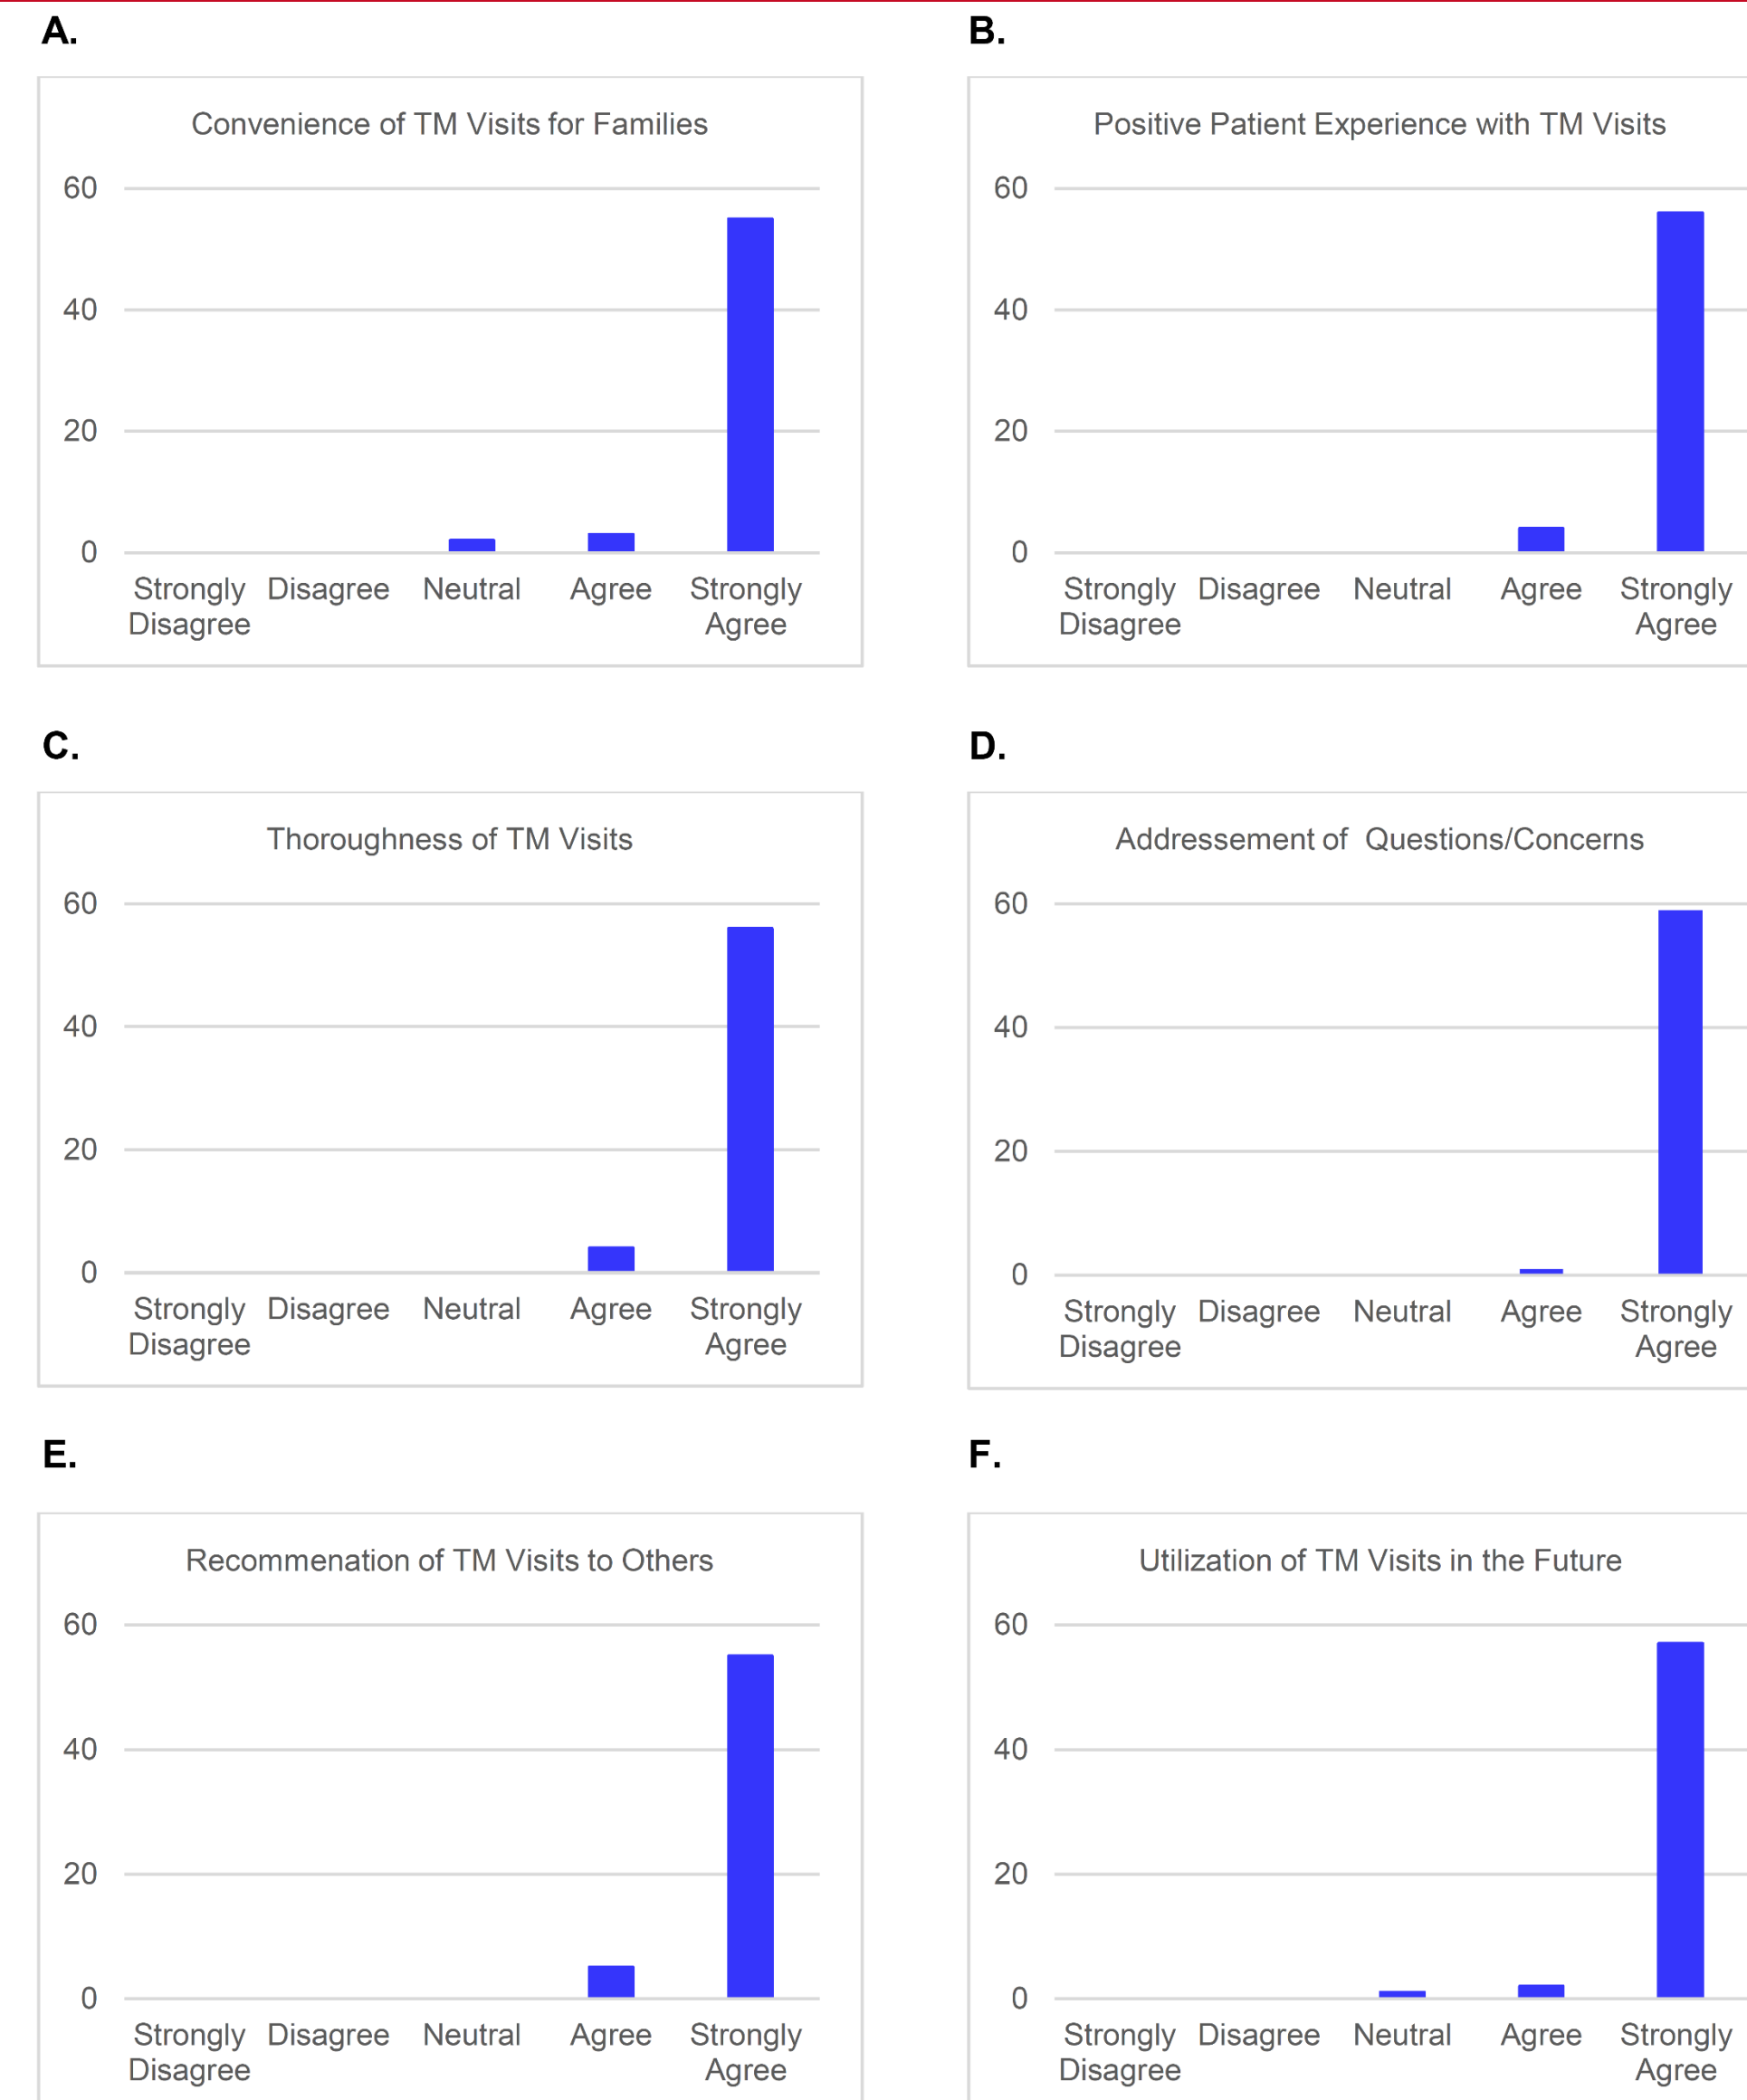 A.
Convenience of TM Visits for Families
60
40
20
0
Strongly Disagree Neutral Agree Strongly
Disagree Agree
B.
Positive Patient Experience with TM Visits
60
40
20
0
Strongly Disagree Neutral Agree Strongly
Disagree Agree
C.
Thoroughness of TM Visits
60
40
20
0
Strongly Disagree Neutral Agree Strongly
Disagree Agree
D.
Addressement of  Questions/Concerns
60
40
20
0
Strongly Disagree Neutral Agree Strongly
Disagree Agree
E.
Recommenation of TM Visits to Others
60
40
20
0
Strongly Disagree Neutral Agree Strongly
Disagree Agree
F.
Utilization of TM Visits in the Future
60
40
20
0
Strongly Disagree Neutral Agree Strongly
Disagree Agree